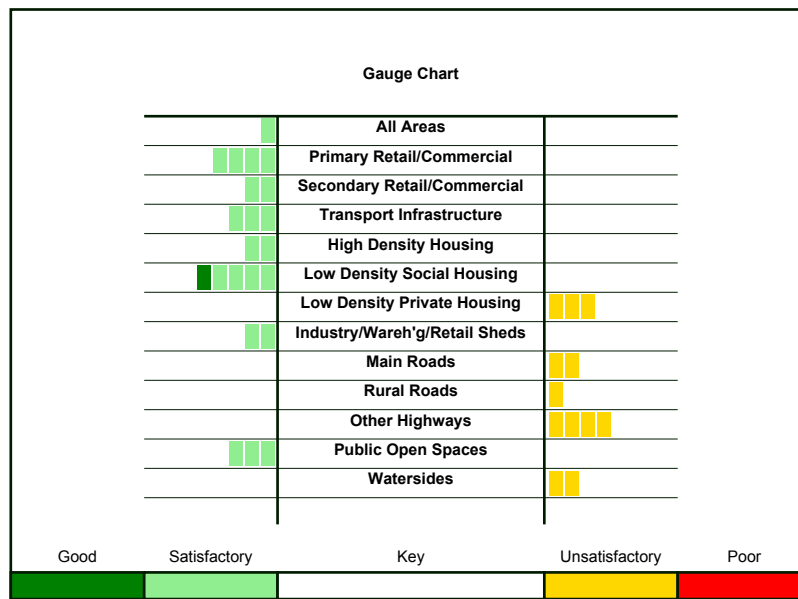 Gauge Chart
All Areas
Primary Retail/Commercial
Secondary Retail/Commercial
Transport Infrastructure
High Density Housing
Low Density Social Housing
Low Density Private Housing
Industry/Wareh'g/Retail Sheds
Main Roads
Rural Roads
Other Highways
Public Open Spaces
Watersides
Good Satisfactory Key Unsatisfactory Poor